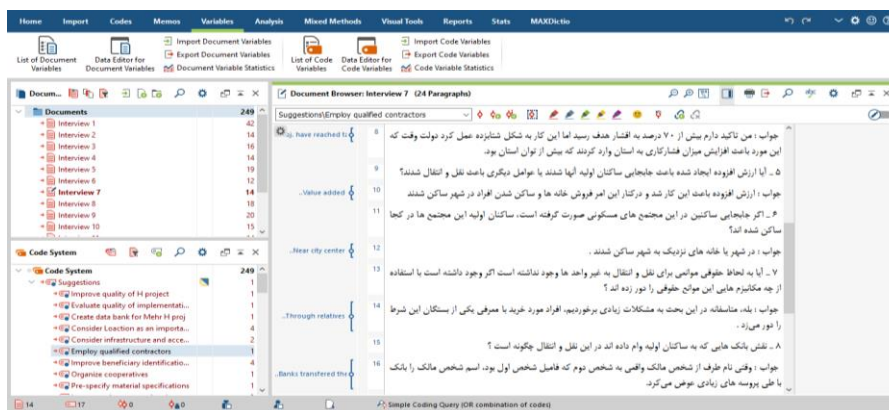 Home Import Codes Memos Variables Analysis Mixed Methods Visual Tools Reports Stats MAXDictio
List of Document Variables
Data Editor for Document Variables
Import Document Variables
Export Document Variables
Document Variable Statistics
List of Code Variables
Data Editor for Code Variables
Import Code Variables
Export Code Variables
Code Variable Statistics
Docum...
Documents 249
Interview 1 42
Interview 2 14
Interview 3 16
Interview 4 14
Interview 5 19
Interview 6 12
Interview 7 14
Interview 8 18
Interview 9 20
Interview 10 15
Code System
Code System 249
Suggestions 1
Improve quality of H project 1
Evaluate quality of implementati... 1
Create data bank for Mehr H proj 1
Consider Loaction as an importa... 4
Consider infrastructure and acce... 2
Employ qualified contractors 1
Improve beneficiary identificatio... 4
Organize cooperatives 1
Pre-specify material specifications 1
Document Browser: Interview 7 (24 Paragraphs)
Suggestions\Employ qualified contractors
..have reached to
8
جواب : من تاکید دارم بیش از ۷۰ درصد به اقشار هدف رسید اما این کار به شکل شتابزده عمل کرد دولت وقت که
این مورد باعث افزایش میزان فشارکاری به استان وارد کردند که بیش از توان استان بود.
9
۵ ـ آیا ارزش افزوده ایجاد شده باعث جابجایی ساکنان اولیه آنها شدند یا عوامل دیگری باعث نقل و انتقال شدند؟
..Value added
10
جواب : ارزش افزوده باعث این کار شد و درکنار این امر فروش خانه ها و ساکن شدن افراد در شهر ساکن شدند
11
۶ ـ اگر جابجایی ساکنین در این مجتمع های مسکونی صورت گرفته است، ساکنان اولیه این مجتمع ها در کجا
ساکن شده اند؟
..Near city center
12
جواب : در شهر یا خانه های نزدیک به شهر ساکن شدند .
13
۷ ـ آیا به لحاظ حقوقی موانعی برای نقل و انتقال به غیر واحد ها وجود نداشته است اگر وجود داشته است با استفاده
از چه مکانیزم هایی این موانع حقوقی را دور زده اند ؟
..Through relatives
14
جواب : بله، متاسفانه در این بحث به مشکلات زیادی برخوردیم، افراد مورد خرید با معرفی یکی از بستگان این شرط
را دور می‌زد .
15
۸ ـ نقش بانک هایی که به ساکنان اولیه وام داده اند در این نقل و انتقال چگونه است ؟
..Banks transfered the
16
جواب : وقتی نام طرف از شخص مالک واقعی به شخص دوم که فامیل شخص اول بود، اسم شخص مالک را بانک
با طی پروسه های زیادی عوض می‌کرد.
14 17 0 0
Simple Coding Query (OR combination of codes)